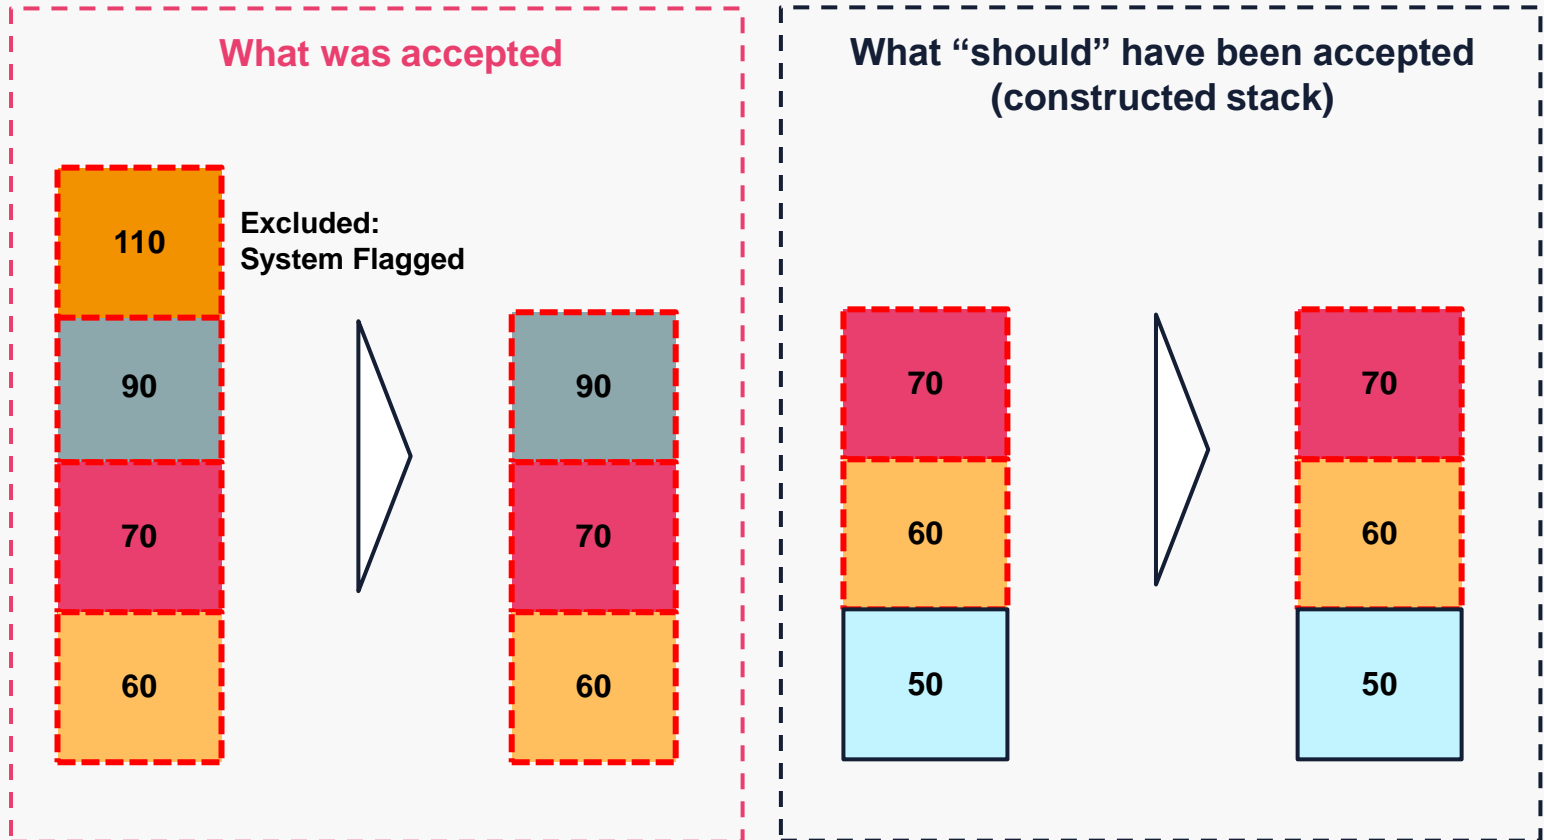 What was accepted
110
Excluded:
System Flagged
90
70
60
90
70
60
What “should” have been accepted
(constructed stack)
70
60
50
70
60
50